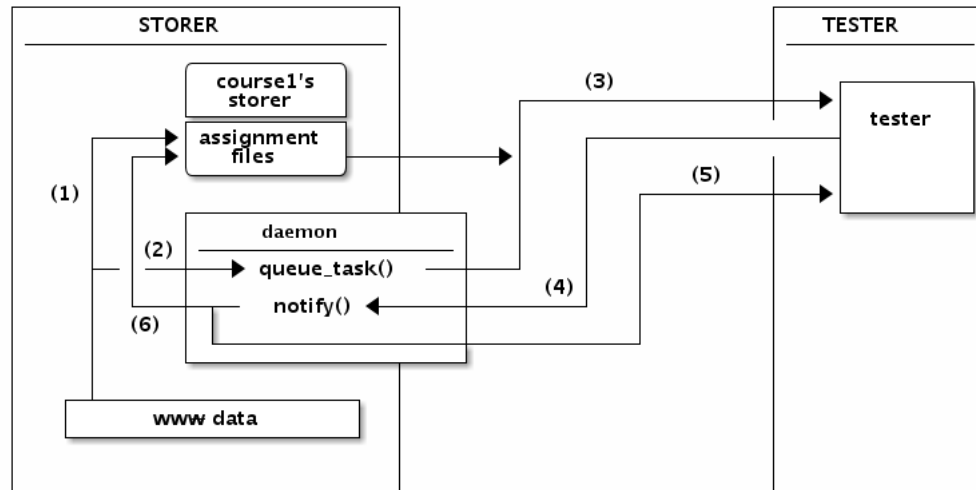 STORER
TESTER
course1's
storer
(3)
tester
assignment
files
(1)
(5)
daemon
(2)
queue_task()
(4)
notify()
(6)
www data